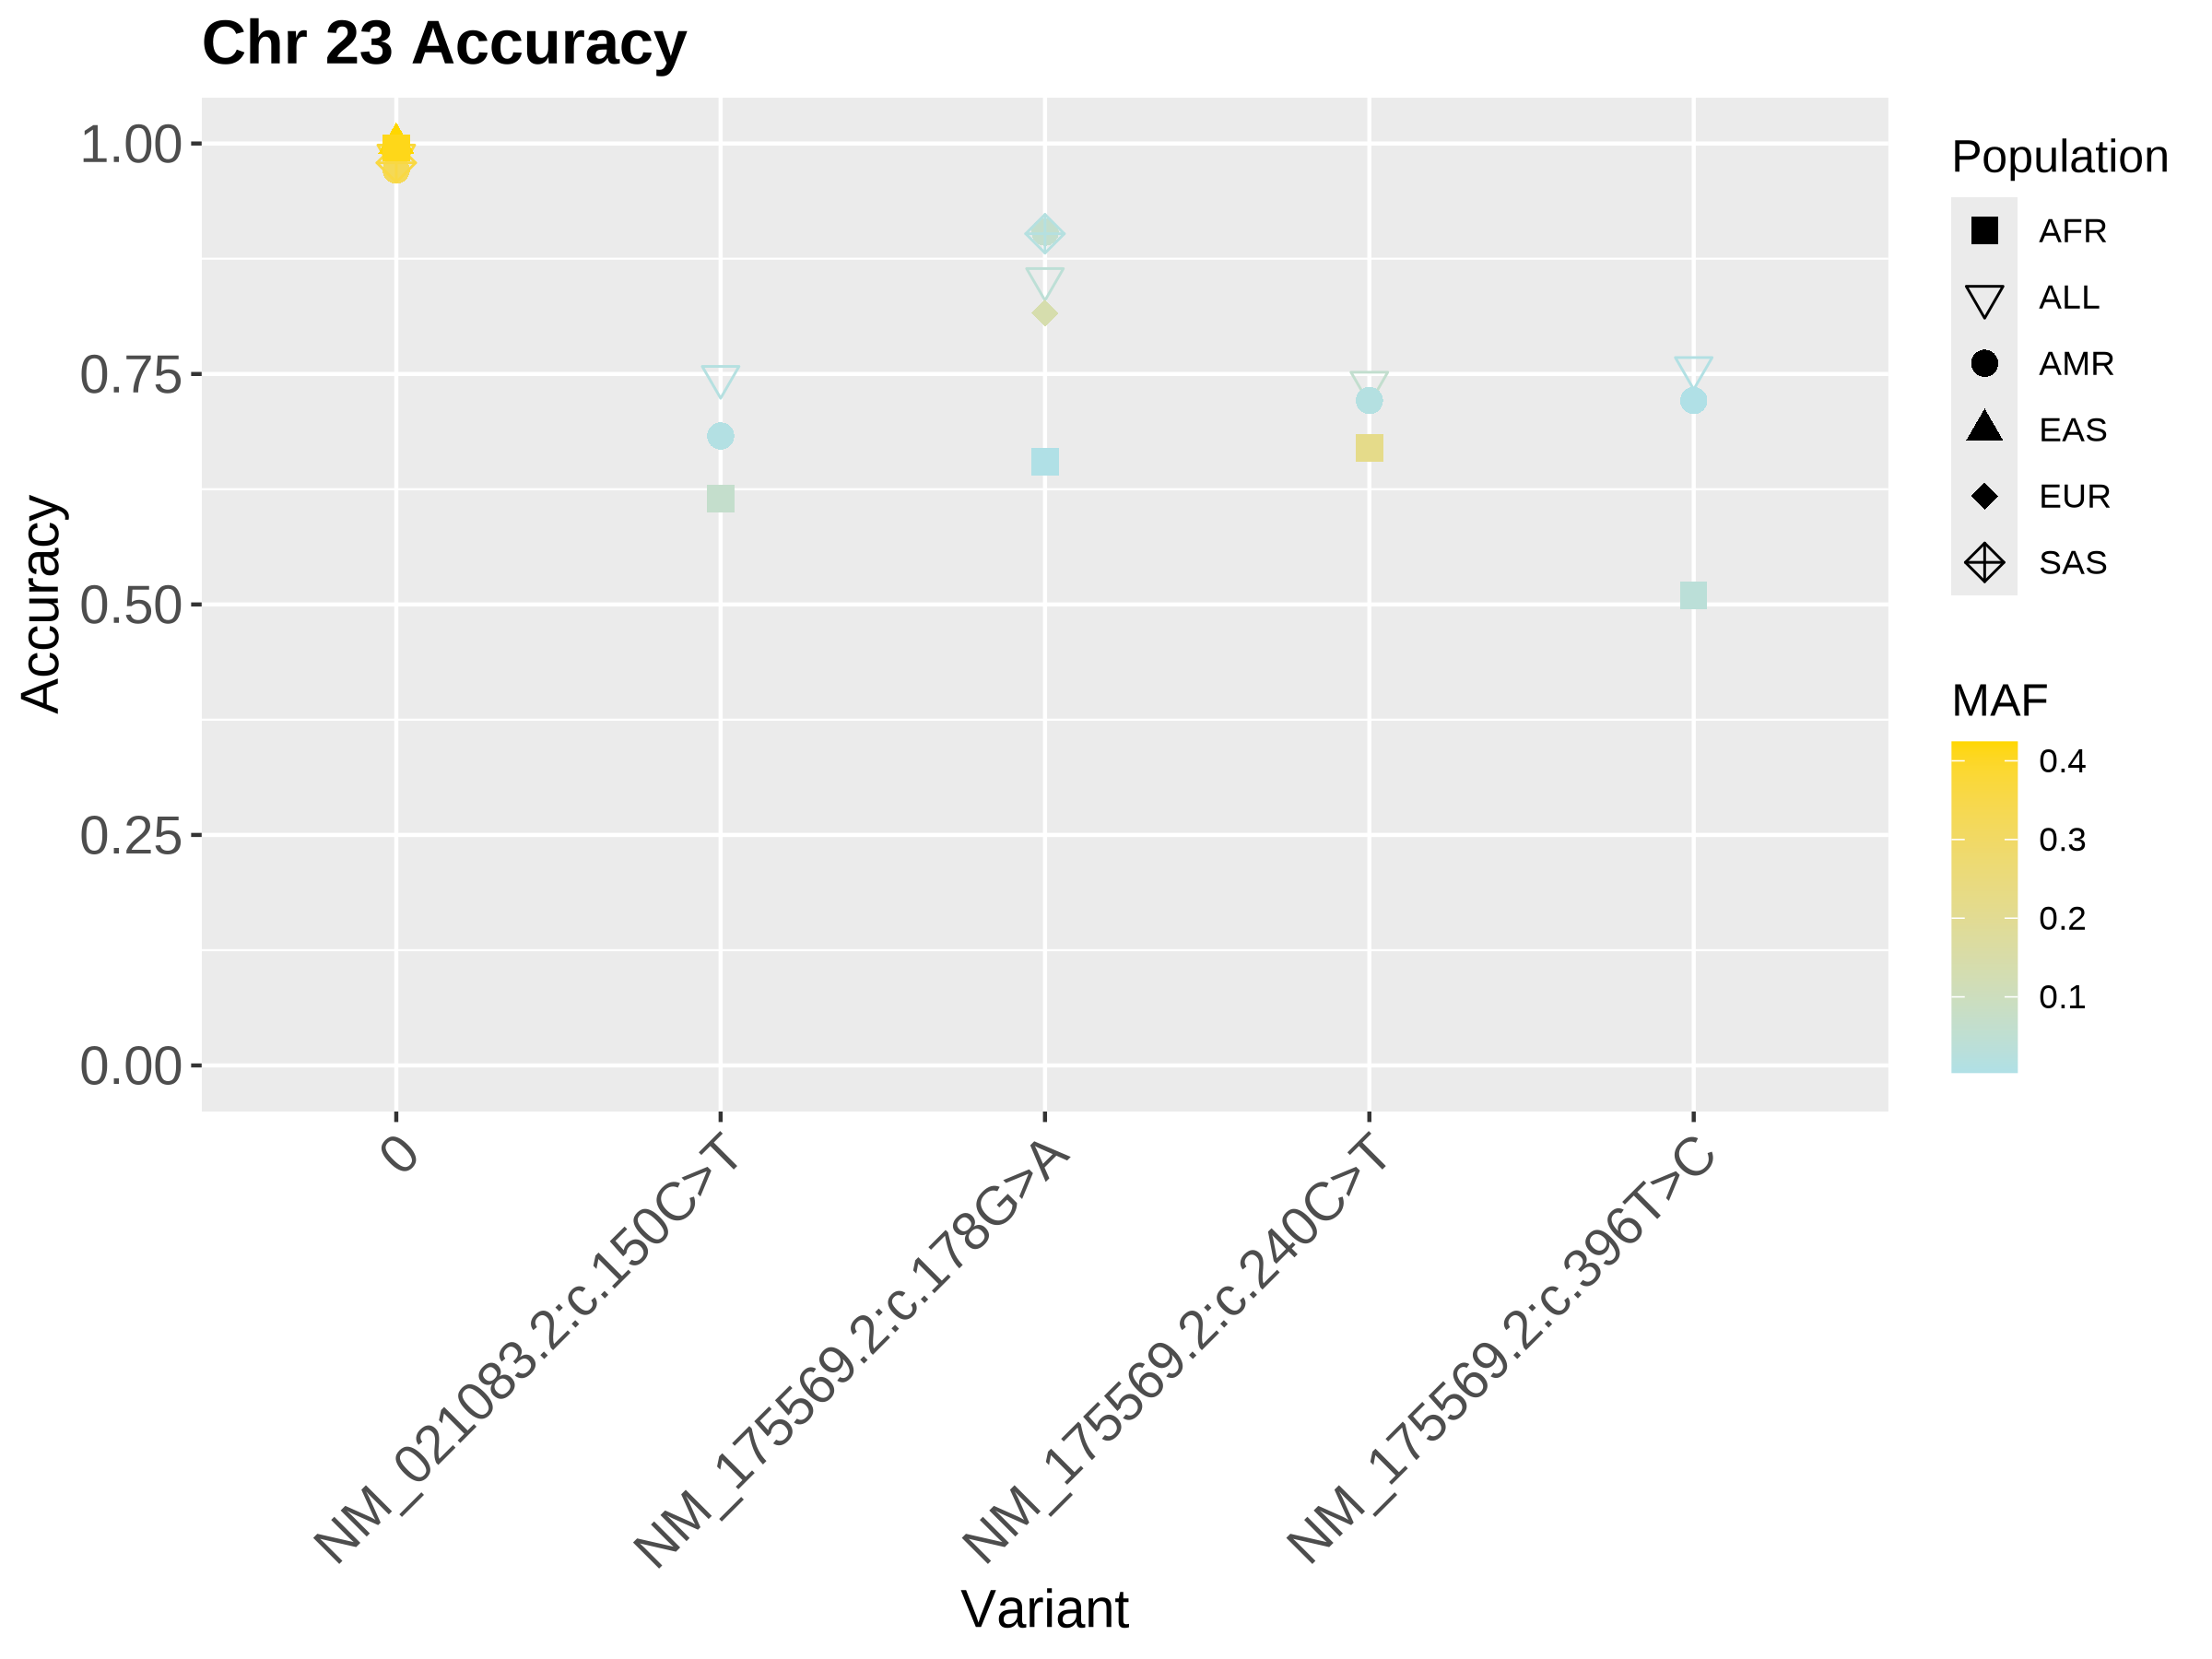 Chr 23 Accuracy
Accuracy
1.00
0.75
0.50
0.25
0.00
0
NM_021083.2:c.150C>T
NM_175569.2:c.178G>A
NM_175569.2:c.240C>T
NM_175569.2:c.396T>C
Variant
Population
AFR
ALL
AMR
EAS
EUR
SAS
MAF
0.4
0.3
0.2
0.1